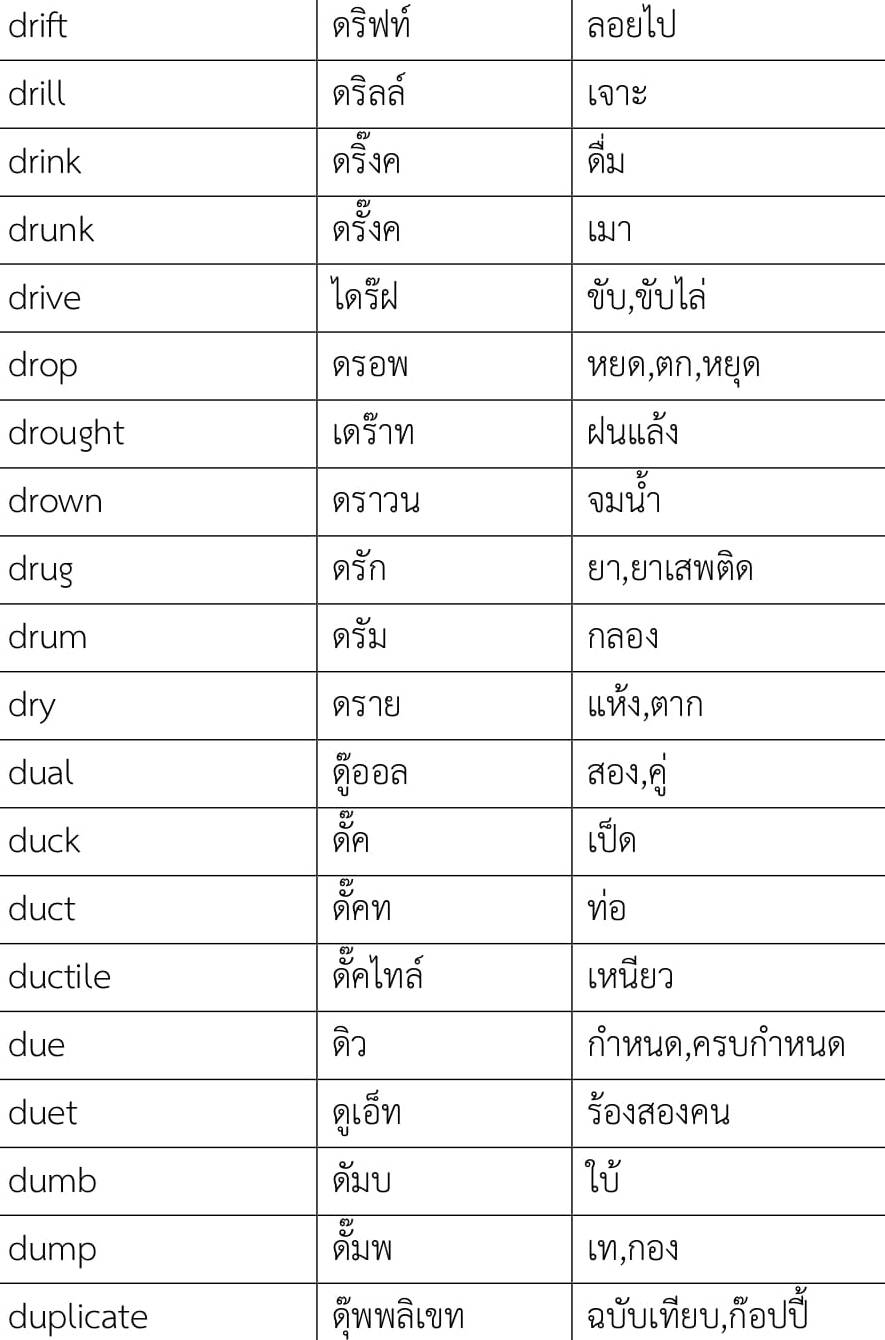 drift ดริฟท์ ลอยไป
drill ดริลล์ เจาะ
drink ดริ๊งค ดื่ม
drunk ดรั๊งค เมา
drive ไดร๊ฝ ขับ,ขับไล่
drop ดรอพ หยด,ตก,หยุด
drought เดร๊าท ฝนแล้ง
drown ดราวน จมน้ำ
drug ดรัก ยา,ยาเสพติด
drum ดรัม กลอง
dry ดราย แห้ง,ตาก
dual ดู๊ออล สอง,คู่
duck ดั๊ค เป็ด
duct ดั๊คท ท่อ
ductile ดั๊คไทล์ เหนียว
due ดิว กำหนด,ครบกำหนด
duet ดูเอ็ท ร้องสองคน
dumb ดัมบ ใบ้
dump ดั๊มพ เท,กอง
duplicate ดุ๊พพลิเขท ฉบับเทียบ,ก๊อปปี้